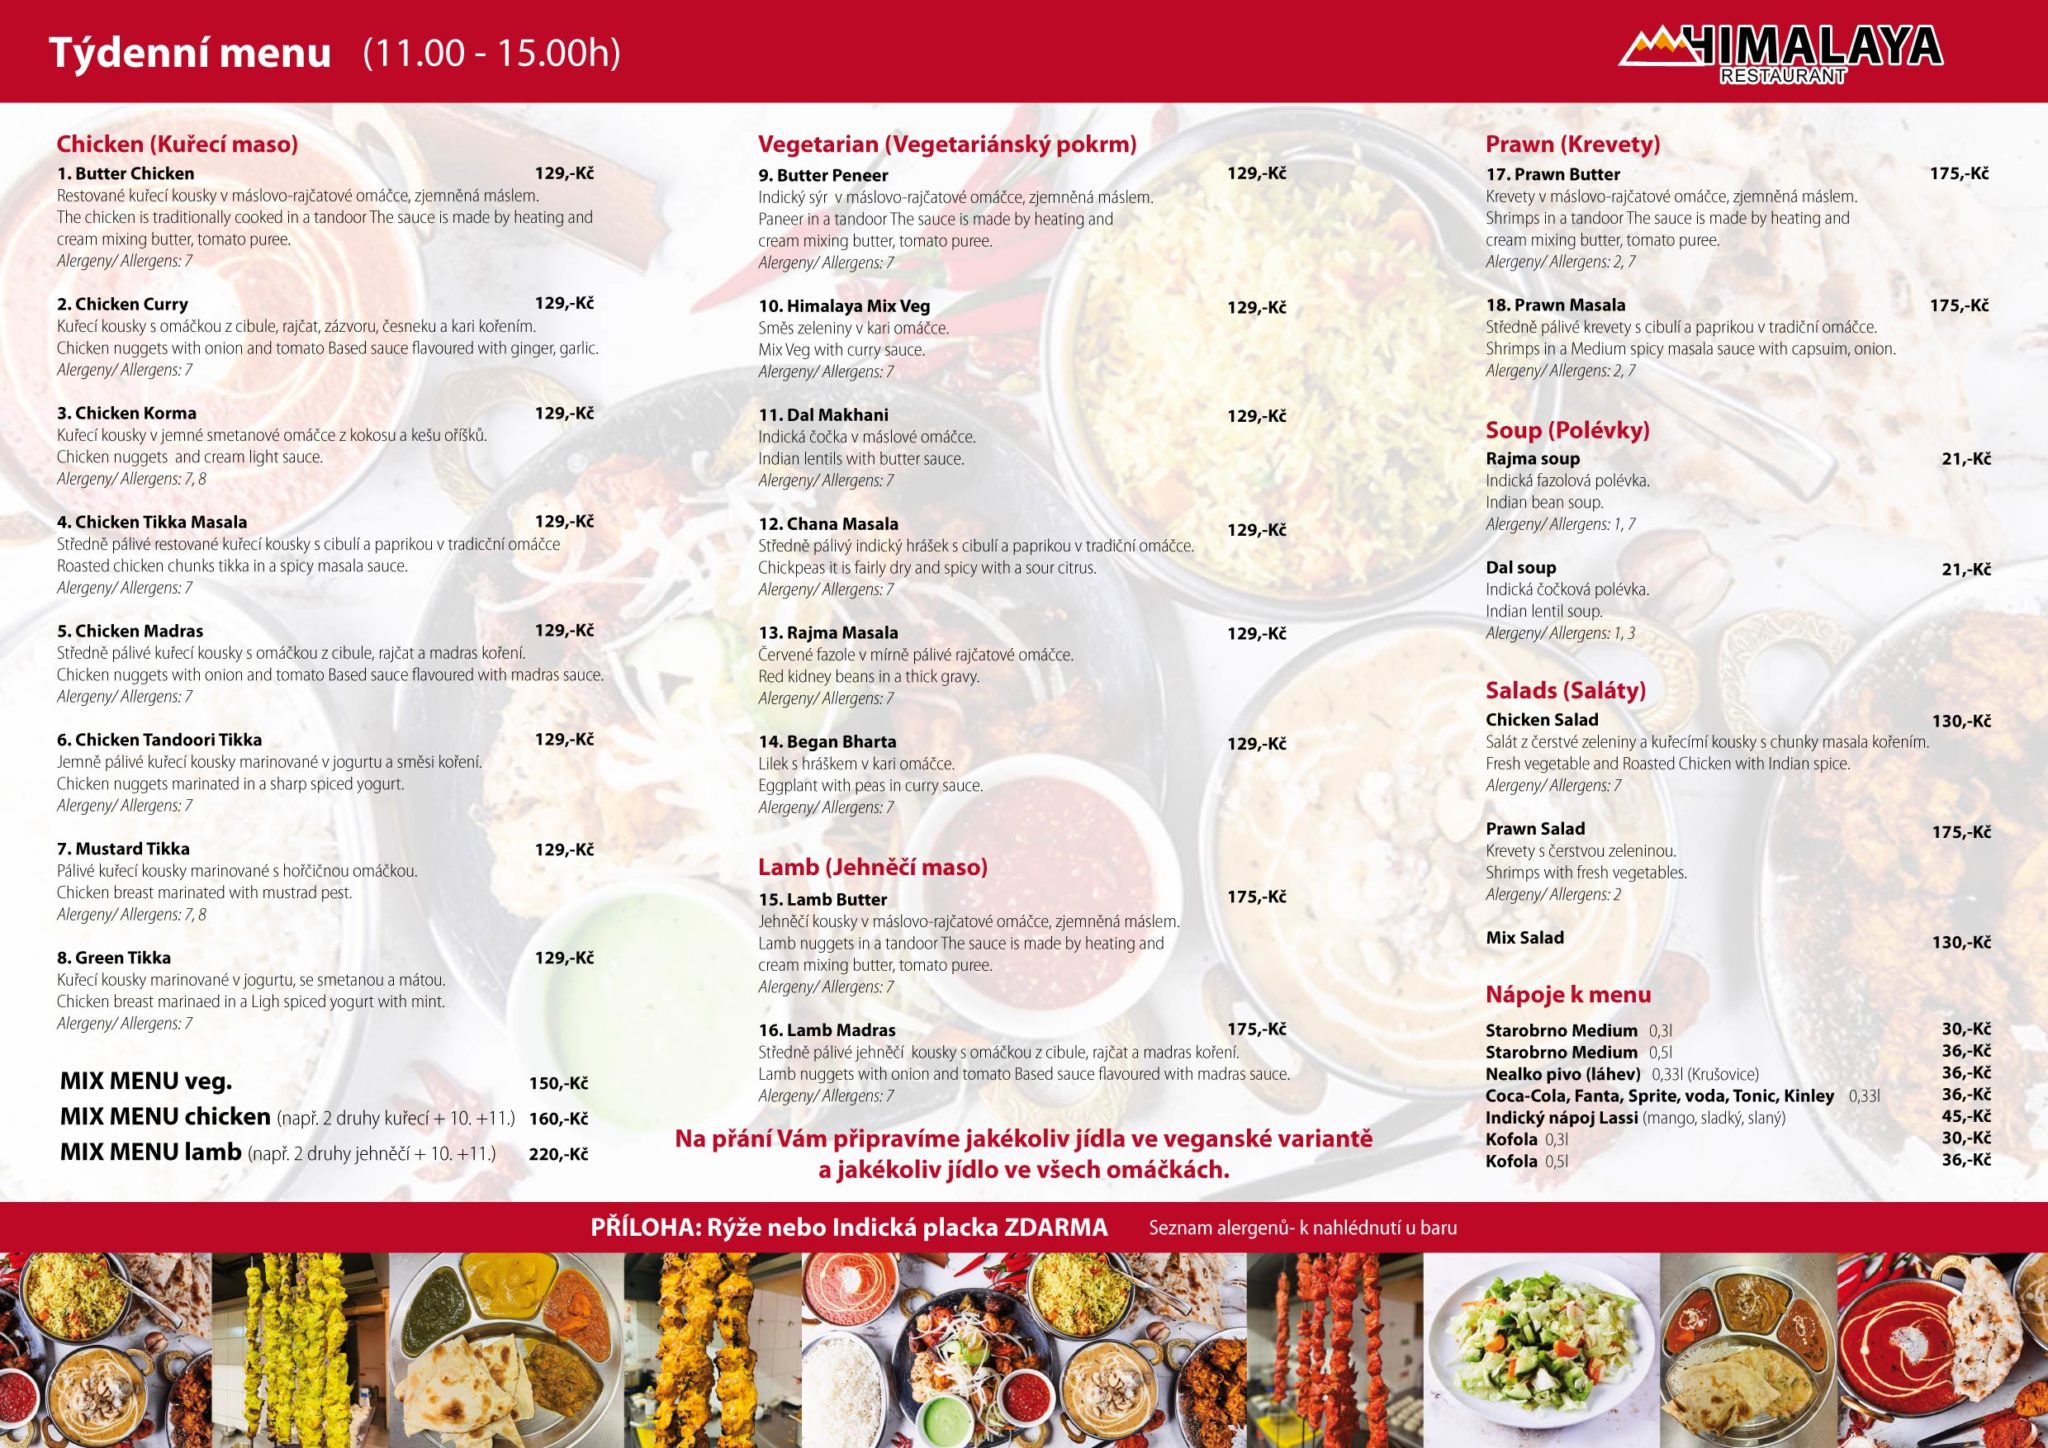 Týdenní menu (11.00 - 15.00h)
HIMALAYA
RESTAURANT
Chicken (Kuřecí maso)
1. Butter Chicken 129,-Kč
Restované kuřecí kousky v máslovo-rajčatové omáčce, zjemněná máslem.
The chicken is traditionally cooked in a tandoor The sauce is made by heating and
cream mixing butter, tomato puree.
Alergeny/ Allergens: 7
2. Chicken Curry 129,-Kč
Kuřecí kousky s omáčkou z cibule, rajčat, zázvoru, česneku a kari kořením.
Chicken nuggets with onion and tomato Based sauce flavoured with ginger, garlic.
Alergeny/ Allergens: 7
3. Chicken Korma 129,-Kč
Kuřecí kousky v jemné smetanové omáčce z kokosu a kešu oříšků.
Chicken nuggets and cream light sauce.
Alergeny/ Allergens: 7, 8
4. Chicken Tikka Masala 129,-Kč
Středně pálivé restované kuřecí kousky s cibulí a paprikou v tradicční omáčce
Roasted chicken chunks tikka in a spicy masala sauce.
Alergeny/ Allergens: 7
5. Chicken Madras 129,-Kč
Středně pálivé kuřecí kousky s omáčkou z cibule, rajčat a madras koření.
Chicken nuggets with onion and tomato Based sauce flavoured with madras sauce.
Alergeny/ Allergens: 7
6. Chicken Tandoori Tikka 129,-Kč
Jemně pálivé kuřecí kousky marinované v jogurtu a směsi koření.
Chicken nuggets marinated in a sharp spiced yogurt.
Alergeny/ Allergens: 7
7. Mustard Tikka 129,-Kč
Pálivé kuřecí kousky marinované s hořčičnou omáčkou.
Chicken breast marinated with mustrad pest.
Alergeny/ Allergens: 7, 8
8. Green Tikka 129,-Kč
Kuřecí kousky marinované v jogurtu, se smetanou a mátou.
Chicken breast marinaed in a Ligh spiced yogurt with mint.
Alergeny/ Allergens: 7
MIX MENU veg. 150,-Kč
MIX MENU chicken (např. 2 druhy kuřecí + 10. +11.) 160,-Kč
MIX MENU lamb (např. 2 druhy jehněčí + 10. +11.) 220,-Kč
Vegetarian (Vegetariánský pokrm)
9. Butter Peneer 129,-Kč
Indický sýr v máslovo-rajčatové omáčce, zjemněná máslem.
Paneer in a tandoor The sauce is made by heating and
cream mixing butter, tomato puree.
Alergeny/ Allergens: 7
10. Himalaya Mix Veg 129,-Kč
Směs zeleniny v kari omáčce.
Mix Veg with curry sauce.
Alergeny/ Allergens: 7
11. Dal Makhani 129,-Kč
Indická čočka v máslové omáčce.
Indian lentils with butter sauce.
Alergeny/ Allergens: 7
12. Chana Masala 129,-Kč
Středně pálivý indický hrášek s cibulí a paprikou v tradiční omáčce.
Chickpeas it is fairly dry and spicy with a sour citrus.
Alergeny/ Allergens: 7
13. Rajma Masala 129,-Kč
Červené fazole v mírně pálivé rajčatové omáčce.
Red kidney beans in a thick gravy.
Alergeny/ Allergens: 7
14. Began Bharta 129,-Kč
Lilek s hráškem v kari omáčce.
Eggplant with peas in curry sauce.
Alergeny/ Allergens: 7
Lamb (Jehněčí maso)
15. Lamb Butter 175,-Kč
Jehněčí kousky v máslovo-rajčatové omáčce, zjemněná máslem.
Lamb nuggets in a tandoor The sauce is made by heating and
cream mixing butter, tomato puree.
Alergeny/ Allergens: 7
16. Lamb Madras 175,-Kč
Středně pálivé jehněčí kousky s omáčkou z cibule, rajčat a madras koření.
Lamb nuggets with onion and tomato Based sauce flavoured with madras sauce.
Alergeny/ Allergens: 7
Na přání Vám připravíme jakékoliv jídla ve veganské variantě
a jakékoliv jídlo ve všech omáčkách.
Prawn (Krevety)
17. Prawn Butter 175,-Kč
Krevety v máslovo-rajčatové omáčce, zjemněná máslem.
Shrimps in a tandoor The sauce is made by heating and
cream mixing butter, tomato puree.
Alergeny/ Allergens: 2, 7
18. Prawn Masala 175,-Kč
Středně pálivé krevety s cibulí a paprikou v tradiční omáčce.
Shrimps in a Medium spicy masala sauce with capsuim, onion.
Alergeny/ Allergens: 2, 7
Soup (Polévky)
Rajma soup 21,-Kč
Indická fazolová polévka.
Indian bean soup.
Alergeny/ Allergens: 1, 7
Dal soup 21,-Kč
Indická čočková polévka.
Indian lentil soup.
Alergeny/ Allergens: 1, 3
Salads (Saláty)
Chicken Salad 130,-Kč
Salát z čerstvé zeleniny a kuřecímí kousky s chunky masala kořením.
Fresh vegetable and Roasted Chicken with Indian spice.
Alergeny/ Allergens: 7
Prawn Salad 175,-Kč
Krevety s čerstvou zeleninou.
Shrimps with fresh vegetables.
Alergeny/ Allergens: 2
Mix Salad 130,-Kč
Nápoje k menu
Starobrno Medium 0,3l 30,-Kč
Starobrno Medium 0,5l 36,-Kč
Nealko pivo (láhev) 0,33l (Krušovice) 36,-Kč
Coca-Cola, Fanta, Sprite, voda, Tonic, Kinley 0,33l 36,-Kč
Indický nápoj Lassi (mango, sladký, slaný) 45,-Kč
Kofola 0,3l 30,-Kč
Kofola 0,5l 36,-Kč
PŘÍLOHA: Rýže nebo Indická placka ZDARMA Seznam alergenů- k nahlédnutí u baru